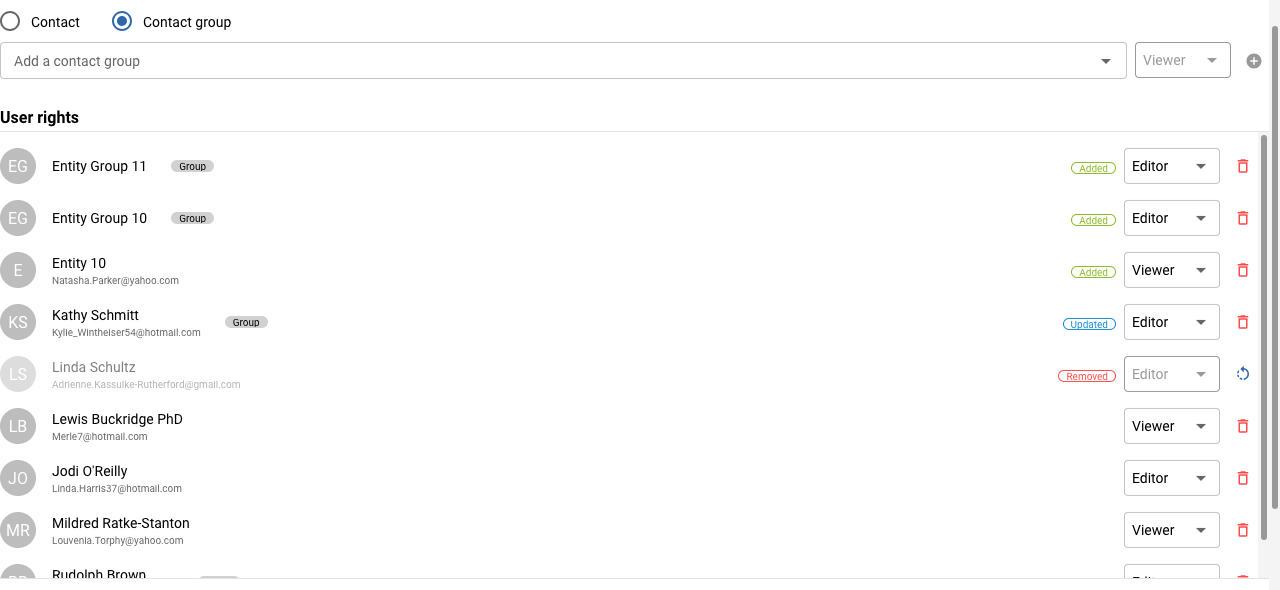 Contact Contact group
Add a contact group Viewer
User rights
EG Entity Group 11 Group Added Editor
EG Entity Group 10 Group Added Editor
E Entity 10 Added Viewer
Natasha.Parker@yahoo.com
KS Kathy Schmitt Group Updated Editor
Kylie_Wintheiser54@hotmail.com
LS Linda Schultz Removed Editor
Adrienne.Kassulke-Rutherford@gmail.com
LB Lewis Buckridge PhD Viewer
Merle7@hotmail.com
JO Jodi O'Reilly Editor
Linda.Harris37@hotmail.com
MR Mildred Ratke-Stanton Viewer
Louvenia.Torphy@yahoo.com
Rudolph Brown